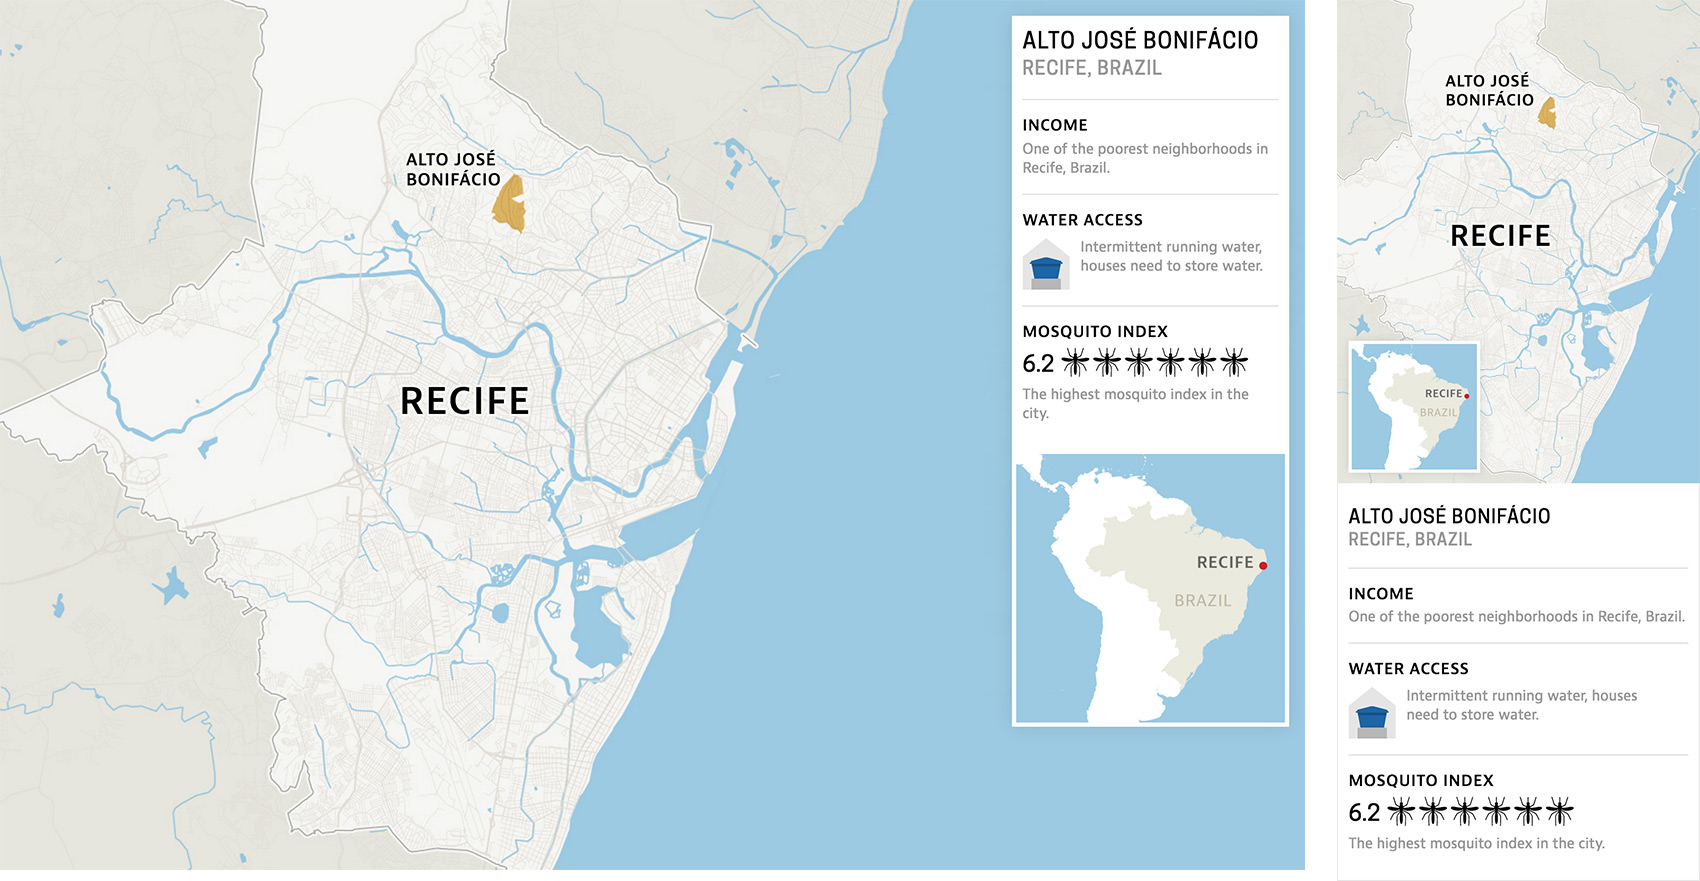 ALTO JOSÉ
BONIFÁCIO
RECIFE
ALTO JOSÉ BONIFÁCIO
RECIFE, BRAZIL
INCOME
One of the poorest neighborhoods in
Recife, Brazil.
WATER ACCESS
Intermittent running water,
houses need to store water.
MOSQUITO INDEX
6.2
The highest mosquito index in the
city.
RECIFE
BRAZIL
ALTO JOSÉ
BONIFÁCIO
RECIFE
RECIFE
BRAZIL
ALTO JOSÉ BONIFÁCIO
RECIFE, BRAZIL
INCOME
One of the poorest neighborhoods in Recife, Brazil.
WATER ACCESS
Intermittent running water, houses
need to store water.
MOSQUITO INDEX
6.2
The highest mosquito index in the city.